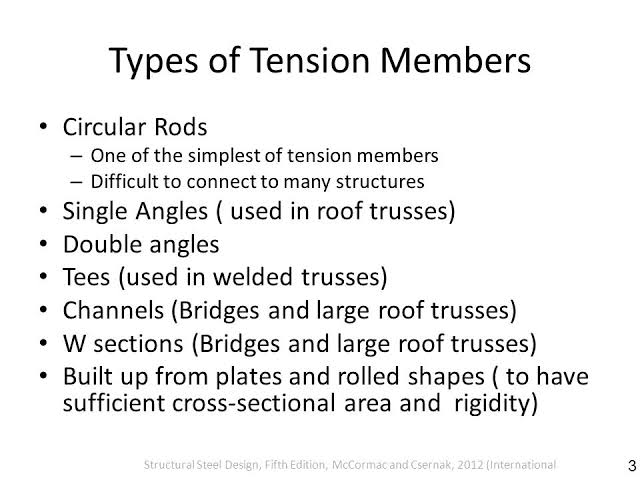 Types of Tension Members
• Circular Rods
– One of the simplest of tension members
– Difficult to connect to many structures
• Single Angles ( used in roof trusses)
• Double angles
• Tees (used in welded trusses)
• Channels (Bridges and large roof trusses)
• W sections (Bridges and large roof trusses)
• Built up from plates and rolled shapes ( to have
sufficient cross-sectional area and  rigidity)
Structural Steel Design, Fifth Edition, McCormac and Csernak, 2012 (International
3